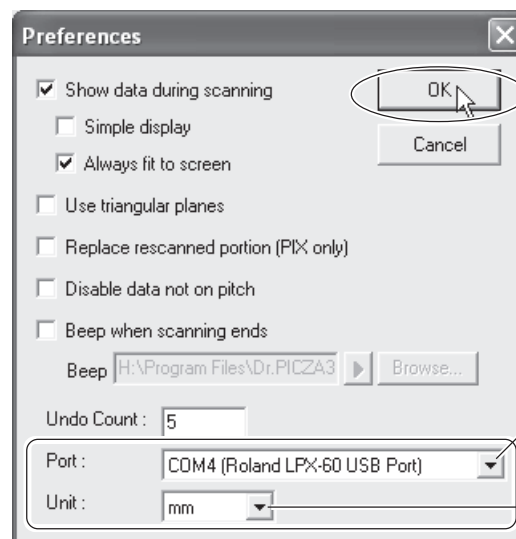 Preferences
Show data during scanning
OK
Simple display
Cancel
Always fit to screen
Use triangular planes
Replace rescanned portion (PIX only)
Disable data not on pitch
Beep when scanning ends
Beep H:\Program Files\Dr.PICZA3 Browse...
Undo Count : 5
Port : COM4 (Roland LPX-60 USB Port)
Unit : mm